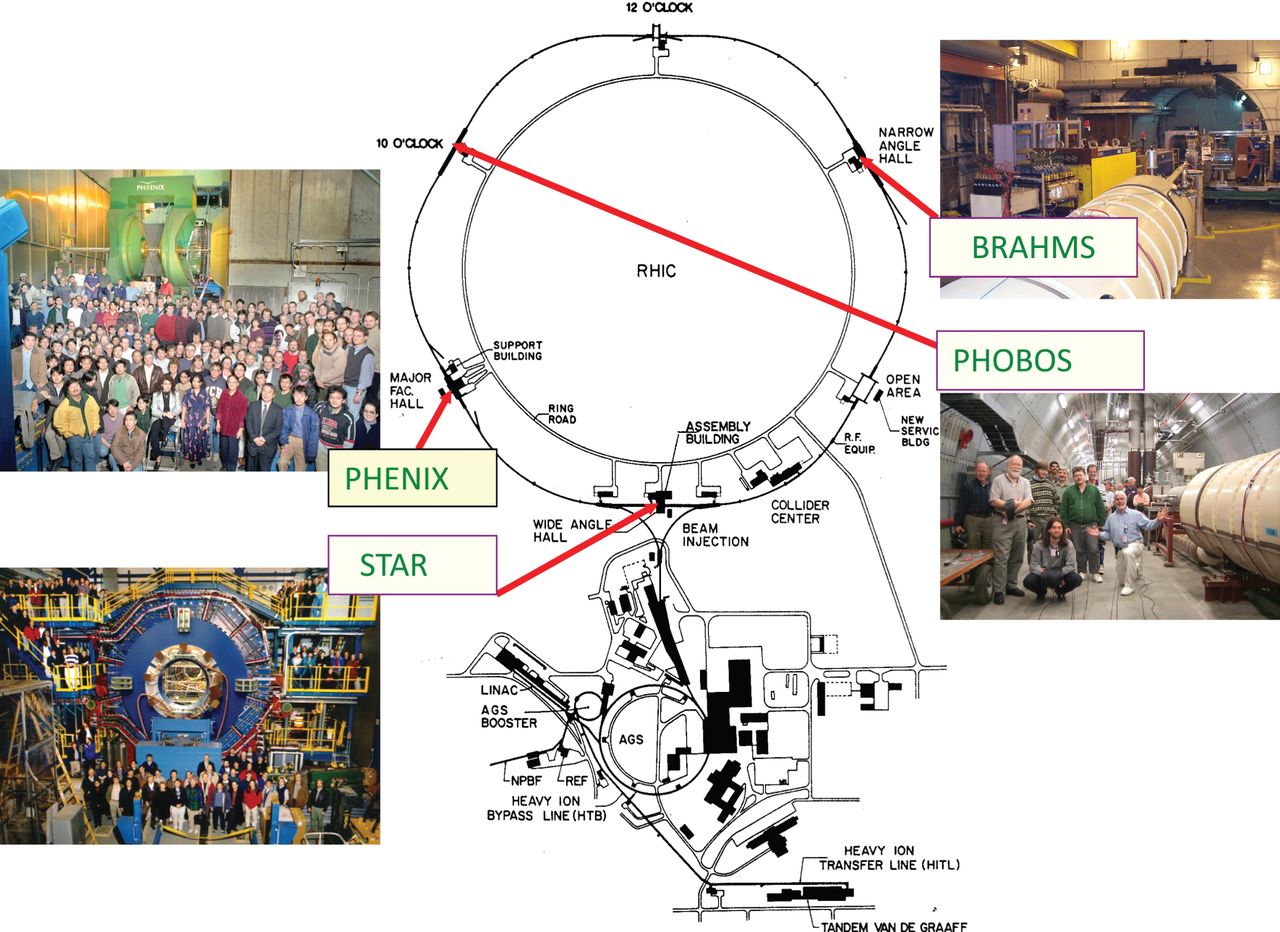 12 O'CLOCK
10 O'CLOCK
NARROW
ANGLE
HALL
PHENIX
BRAHMS
RHIC
PHOBOS
SUPPORT
BUILDING
MAJOR
FAC.
HALL
OPEN
AREA
RING
ROAD
ASSEMBLY
BUILDING
NEW
SERVIC
BLDG
R.F.
EQUIP.
PHENIX
COLLIDER
CENTER
WIDE ANGLE
HALL
BEAM
INJECTION
STAR
LINAC
AGS
BOOSTER
AGS
NPBF
REF
HEAVY ION
BYPASS LINE (HTB)
HEAVY ION
TRANSFER LINE (HITL)
TANDEM VAN DE GRAAFF